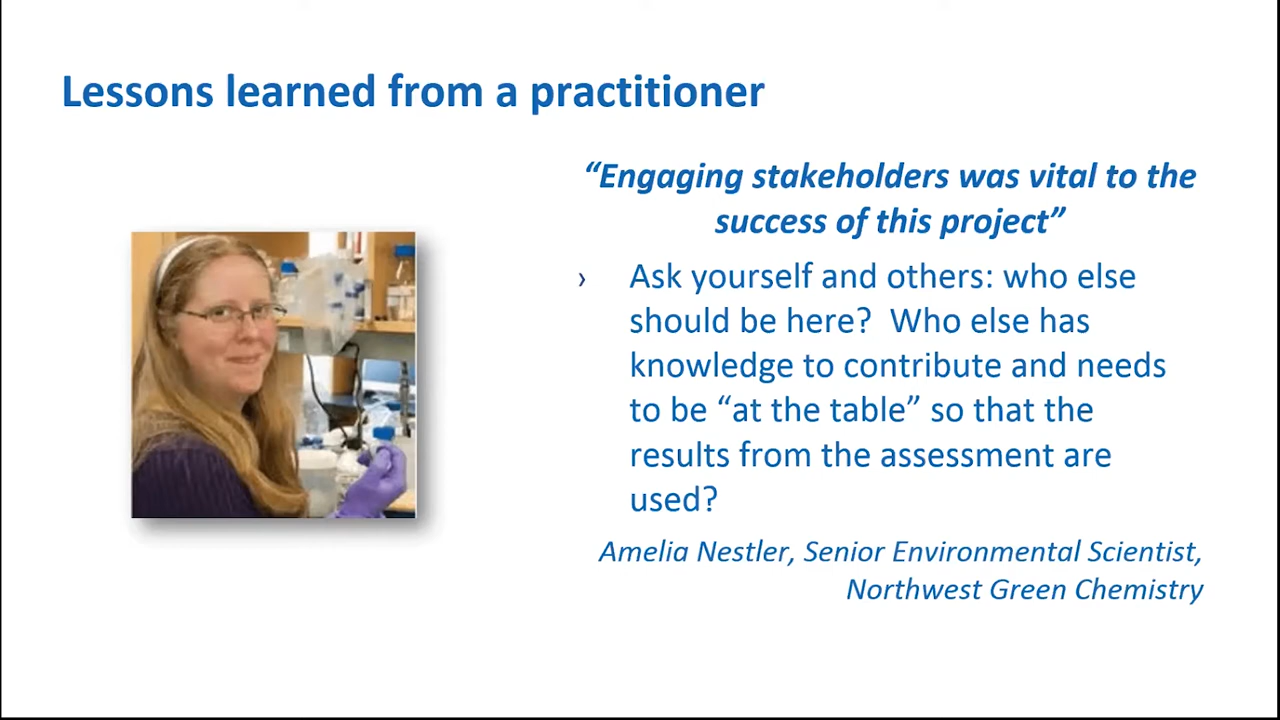 Lessons learned from a practitioner
“Engaging stakeholders was vital to the
success of this project”
› Ask yourself and others: who else
should be here?  Who else has
knowledge to contribute and needs
to be “at the table” so that the
results from the assessment are
used?
Amelia Nestler, Senior Environmental Scientist,
Northwest Green Chemistry